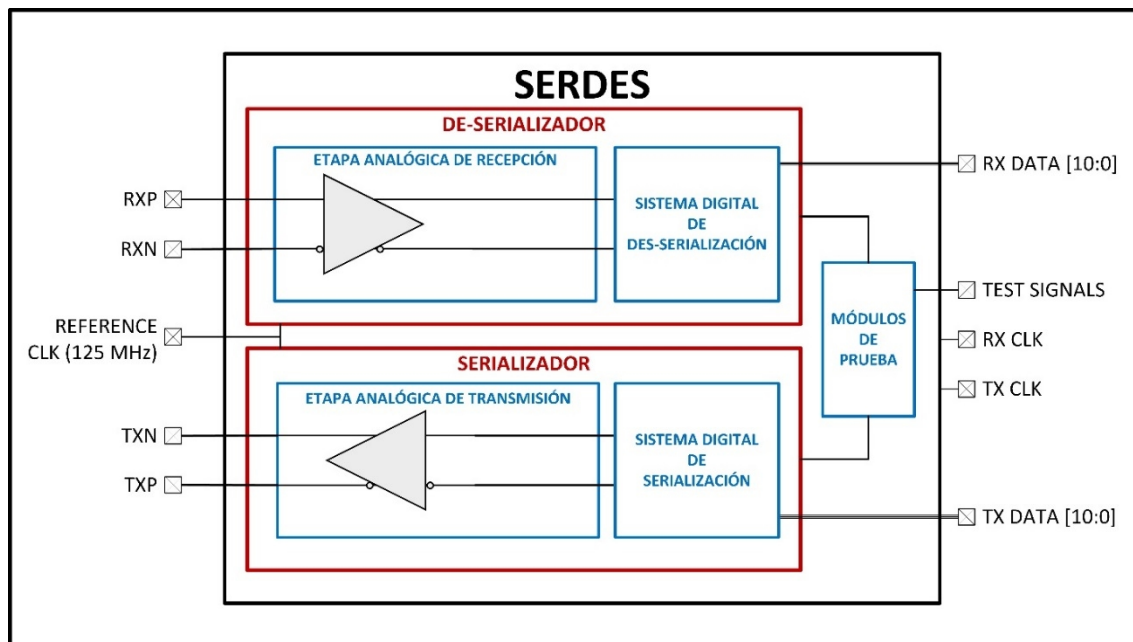 SERDES
DE-SERIALIZADOR
ETAPA ANALÓGICA DE RECEPCIÓN
SISTEMA DIGITAL
DE
DES-SERIALIZACIÓN
RXP
RXN
RX DATA [10:0]
REFERENCE
CLK (125 MHz)
MÓDULOS
DE
PRUEBA
TEST SIGNALS
RX CLK
TX CLK
SERIALIZADOR
ETAPA ANALÓGICA DE TRANSMISIÓN
SISTEMA DIGITAL
DE
SERIALIZACIÓN
TXN
TXP
TX DATA [10:0]